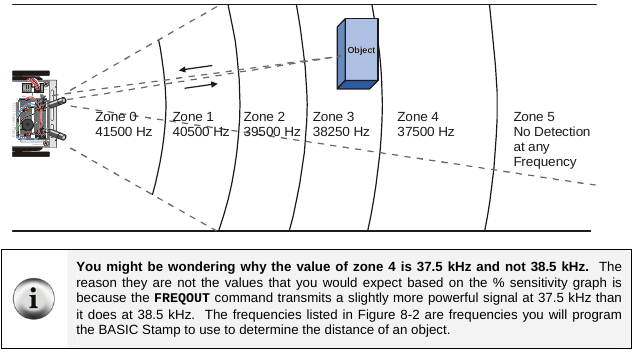 Object
Zone 0
41500 Hz
Zone 1
40500 Hz
Zone 2
39500 Hz
Zone 3
38250 Hz
Zone 4
37500 Hz
Zone 5
No Detection
at any
Frequency
i
You might be wondering why the value of zone 4 is 37.5 kHz and not 38.5 kHz. The
reason they are not the values that you would expect based on the % sensitivity graph is
because the FREQOUT command transmits a slightly more powerful signal at 37.5 kHz than
it does at 38.5 kHz. The frequencies listed in Figure 8-2 are frequencies you will program
the BASIC Stamp to use to determine the distance of an object.